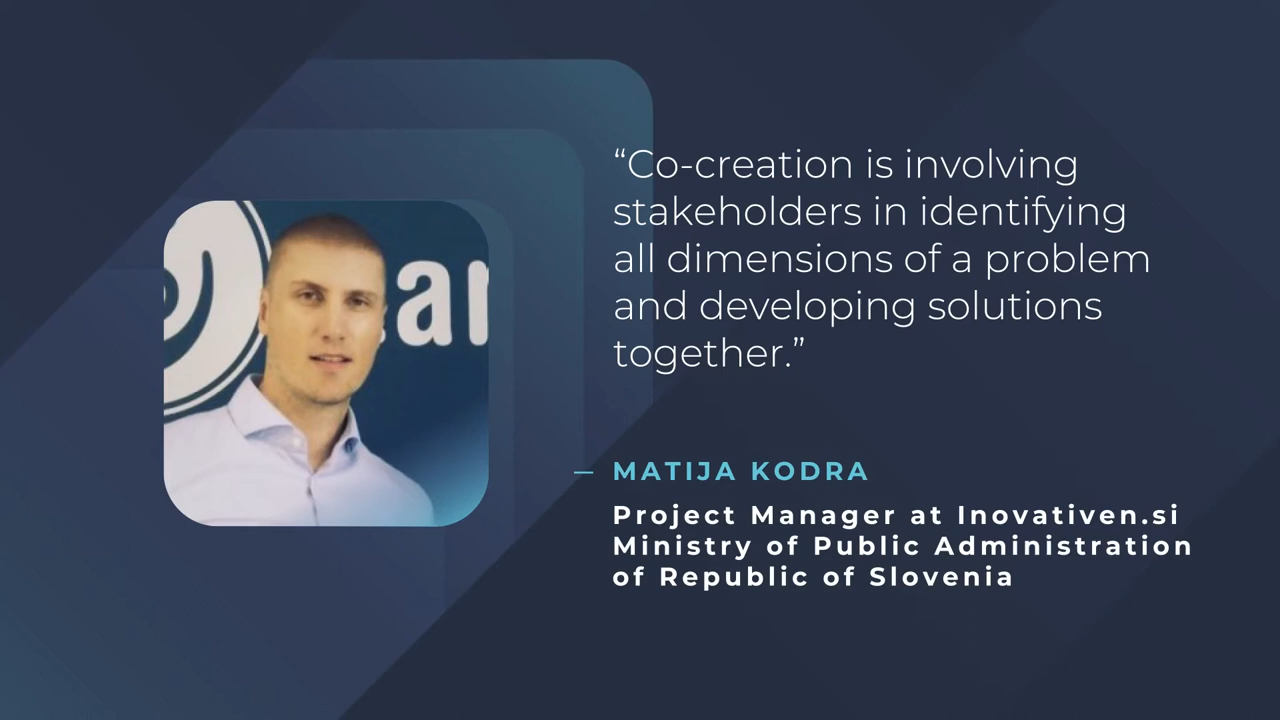 “Co-creation is involving
stakeholders in identifying
all dimensions of a problem
and developing solutions
together.”
— MATIJA KODRA
Project Manager at Inovativen.si
Ministry of Public Administration
of Republic of Slovenia